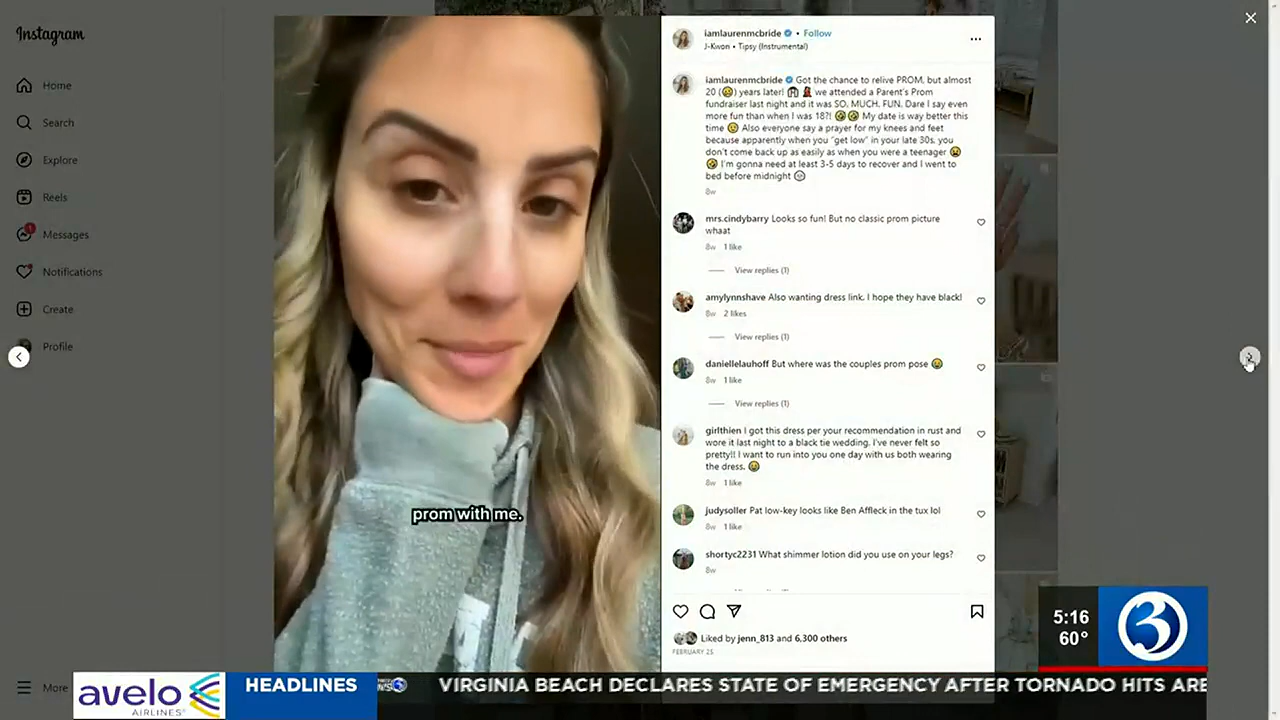 Instagram
Home
Search
Explore
Reels
1
Messages
Notifications
Create
Profile
More
prom with me.
iamlaurenmcbride • Follow
J-Kwon • Tipsy (Instrumental)
iamlaurenmcbride Got the chance to relive PROM, but almost
20 (😩) years later! we attended a Parent's Prom
fundraiser last night and it was SO. MUCH. FUN. Dare I say even
more fun than when I was 18?! 🤣🤣 My date is way better this
time Also everyone say a prayer for my knees and feet
because apparently when you "get low" in your late 30s, you
don't come back up as easily as when you were a teenager
🤣 I'm gonna need at least 3-5 days to recover and I went to
bed before midnight
8w
mrs.cindybarry Looks so fun! But no classic prom picture
whaat
8w 1 like
View replies (1)
amylynnshave Also wanting dress link. I hope they have black!
8w 2 likes
View replies (1)
daniellelauhoff But where was the couples prom pose
8w 1 like
View replies (1)
girlthien I got this dress per your recommendation in rust and
wore it last night to a black tie wedding. I've never felt so
pretty!! I want to run into you one day with us both wearing
the dress.
8w 1 like
judysoller Pat low-key looks like Ben Affleck in the tux lol
8w 1 like
shortyc2231 What shimmer lotion did you use on your legs?
8w
Liked by jenn_813 and 6,300 others
FEBRUARY 25
5:16
60°
3
avelo
AIRLINES
HEADLINES
VIRGINIA BEACH DECLARES STATE OF EMERGENCY AFTER TORNADO HITS ARE